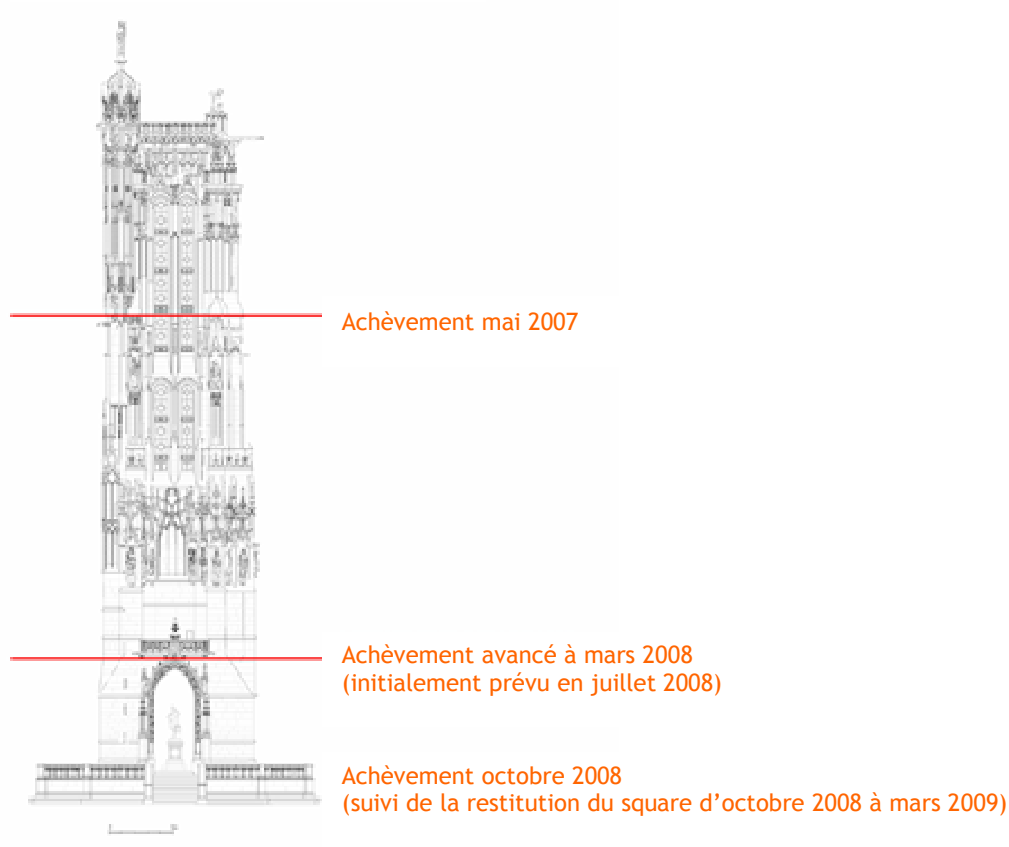 Achèvement mai 2007
Achèvement avancé à mars 2008
(initialement prévu en juillet 2008)
Achèvement octobre 2008
(suivi de la restitution du square d’octobre 2008 à mars 2009)